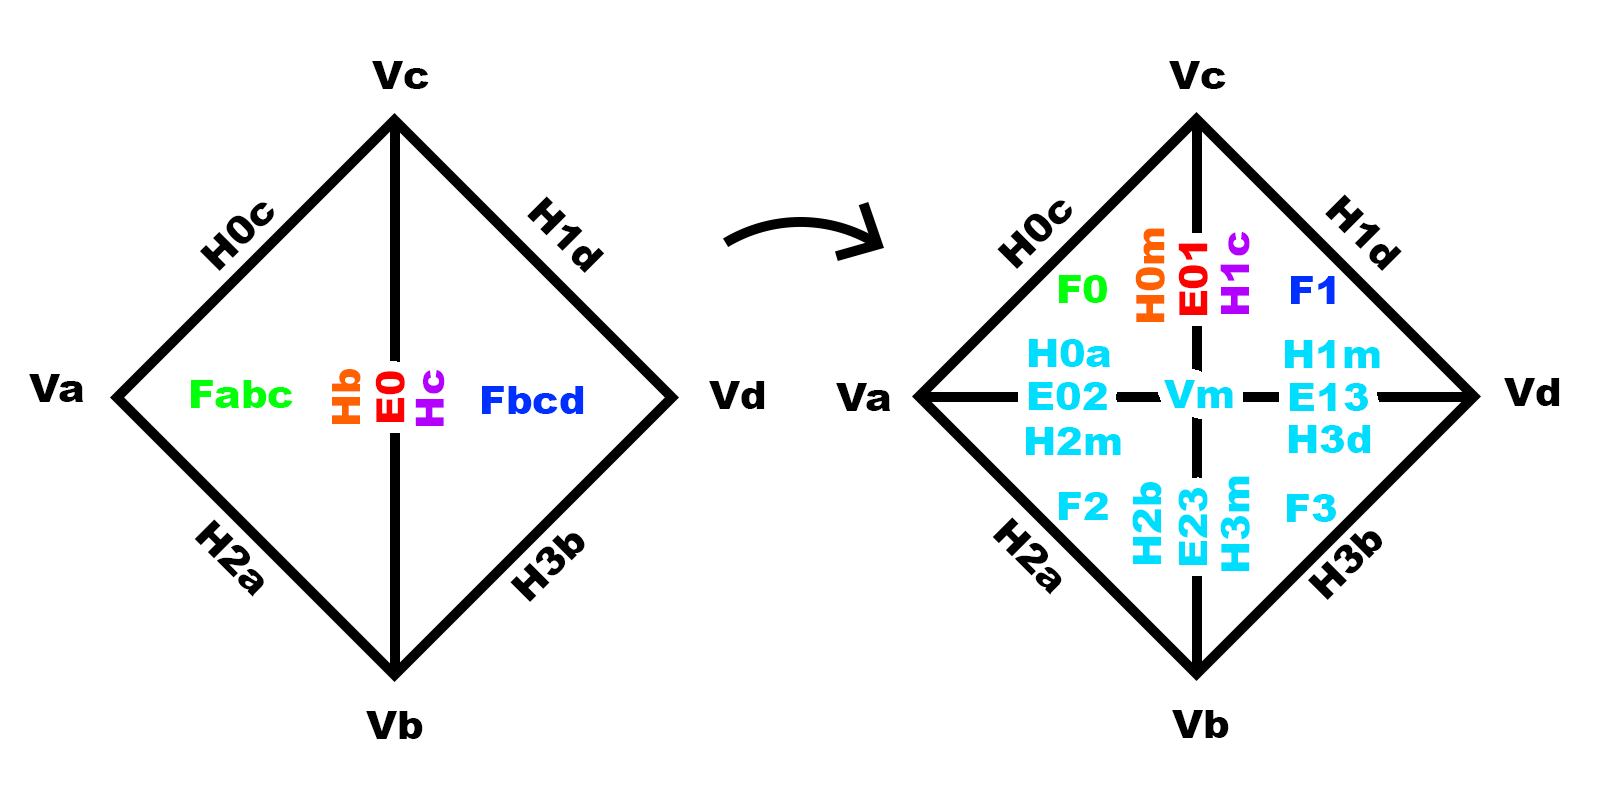 Vc
H0c
H1d
Va
Fabc
Hb
E0
Hc
Fbcd
Vd
H2a
H3b
Vb
Vc
H0c
H1d
F0
H0m
E01
H1c
F1
H0a
H1m
Va
E02
Vm
E13
Vd
H2m
H3d
F2
H2b
E23
H3m
F3
H2a
H3b
Vb